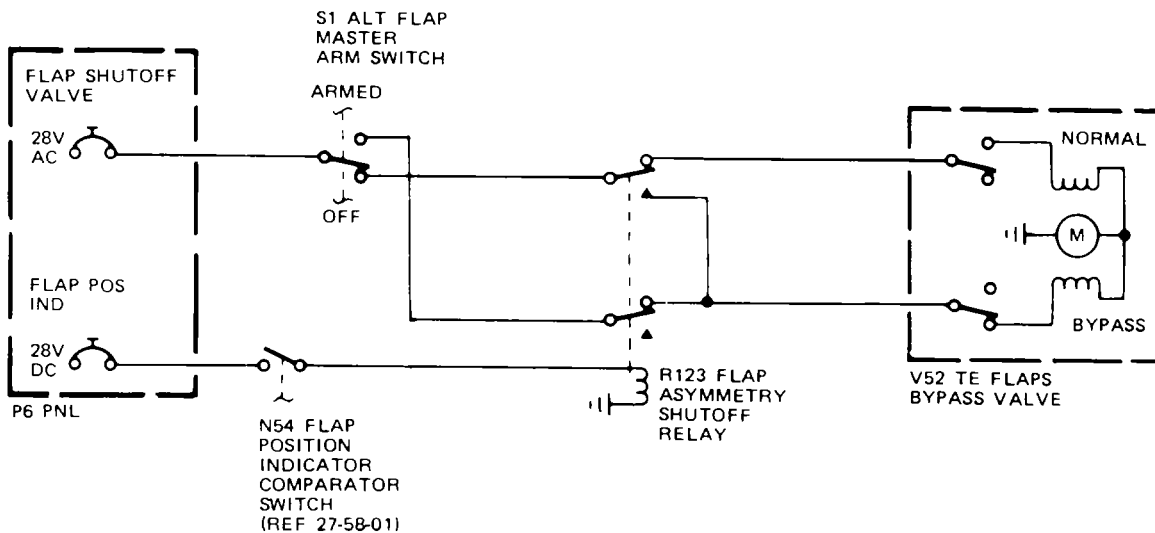 S1 ALT FLAP
MASTER
ARM SWITCH
FLAP SHUTOFF
VALVE
ARMED
28V
AC
OFF
NORMAL
M
BYPASS
FLAP POS
IND
28V
DC
P6 PNL
N54 FLAP
POSITION
INDICATOR
COMPARATOR
SWITCH
(REF 27-58-01)
R123 FLAP
ASYMMETRY
SHUTOFF
RELAY
V52 TE FLAPS
BYPASS VALVE